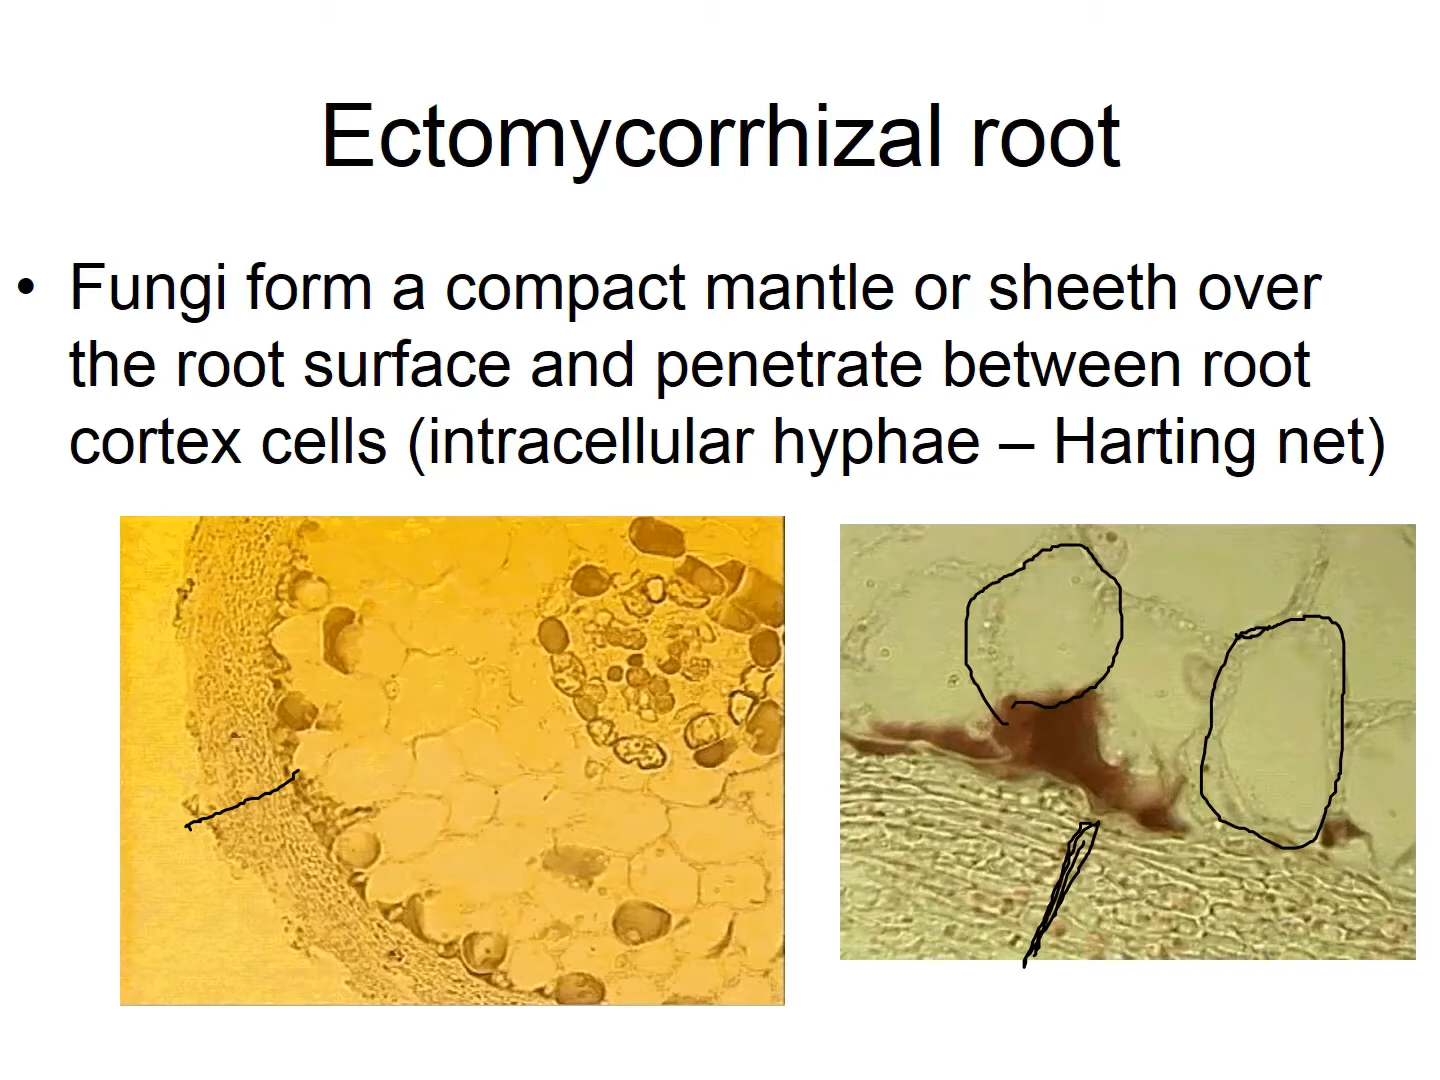 Ectomycorrhizal root
• Fungi form a compact mantle or sheeth over
the root surface and penetrate between root
cortex cells (intracellular hyphae – Harting net)